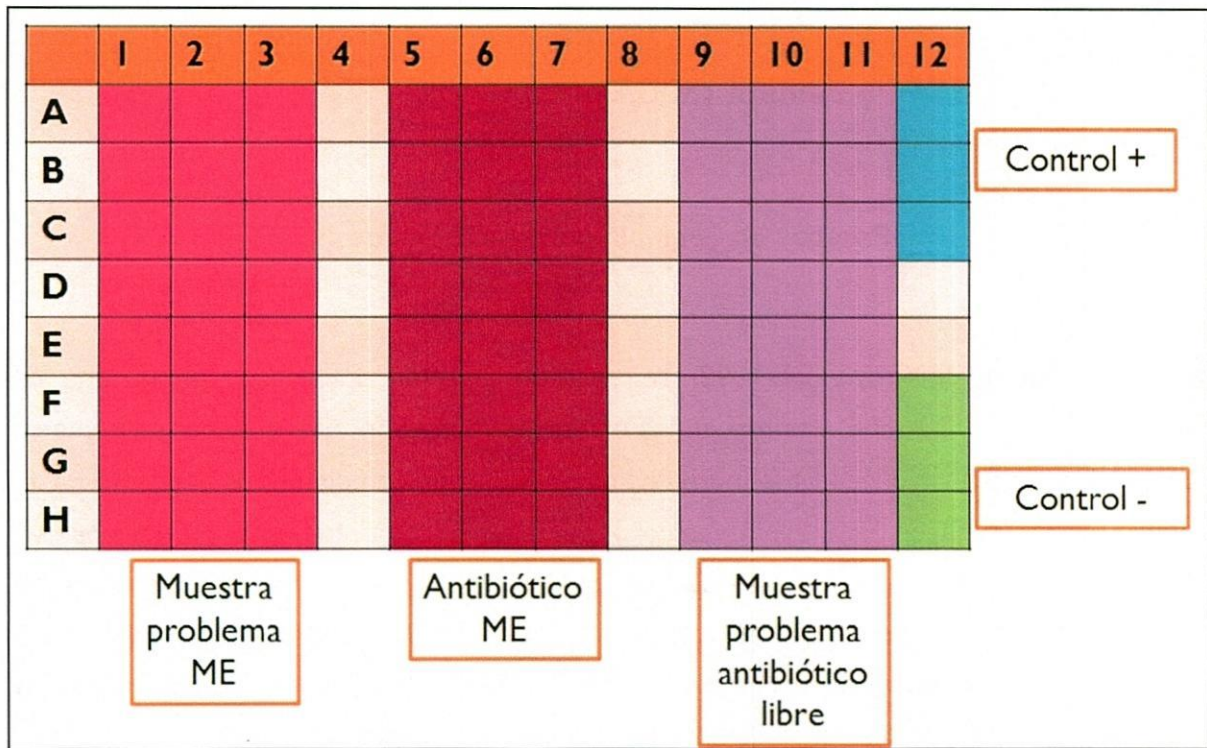 1 2 3 4 5 6 7 8 9 10 11 12
A
B
C
D
E
F
G
H
Control +
Control -
Muestra
problema
ME
Antibiótico
ME
Muestra
problema
antibiótico
libre